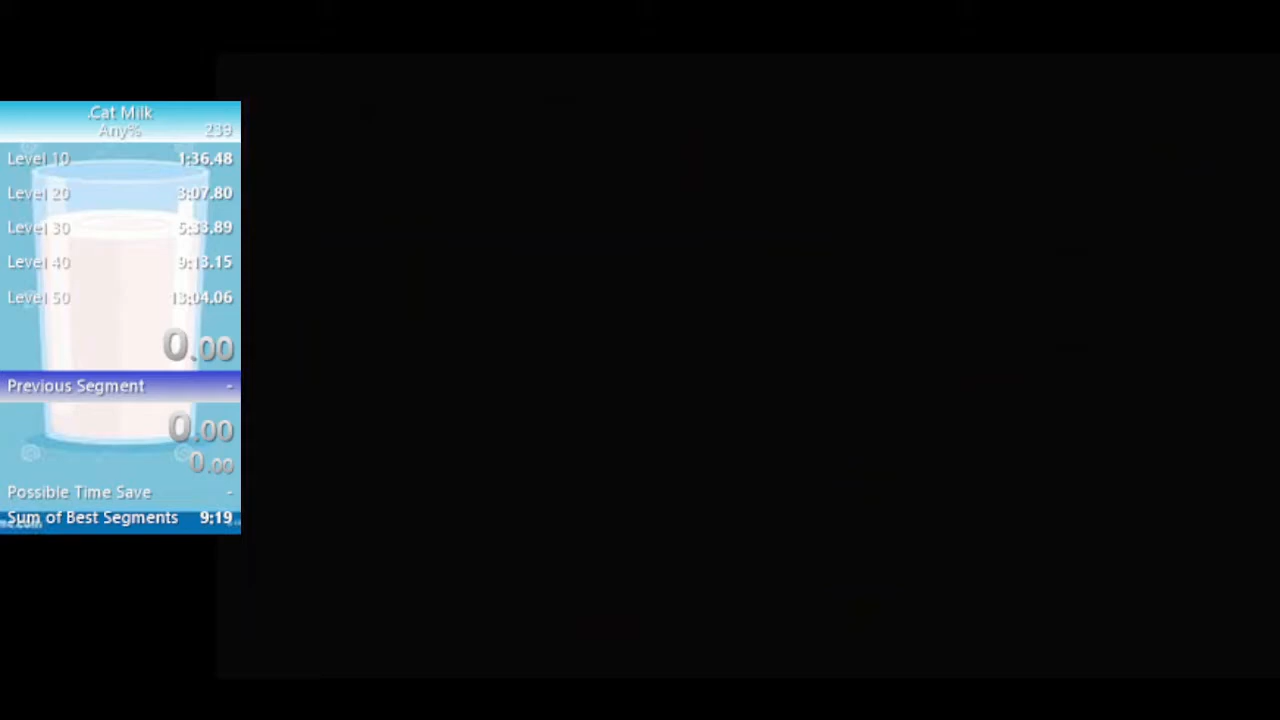 .Cat Milk
Any% 239
Level 10 1:36.48
Level 20 3:07.80
Level 30 5:33.89
Level 40 9:13.15
Level 50 13:04.06
0.00
Previous Segment -
0.00
0.00
Possible Time Save -
Sum of Best Segments 9:19